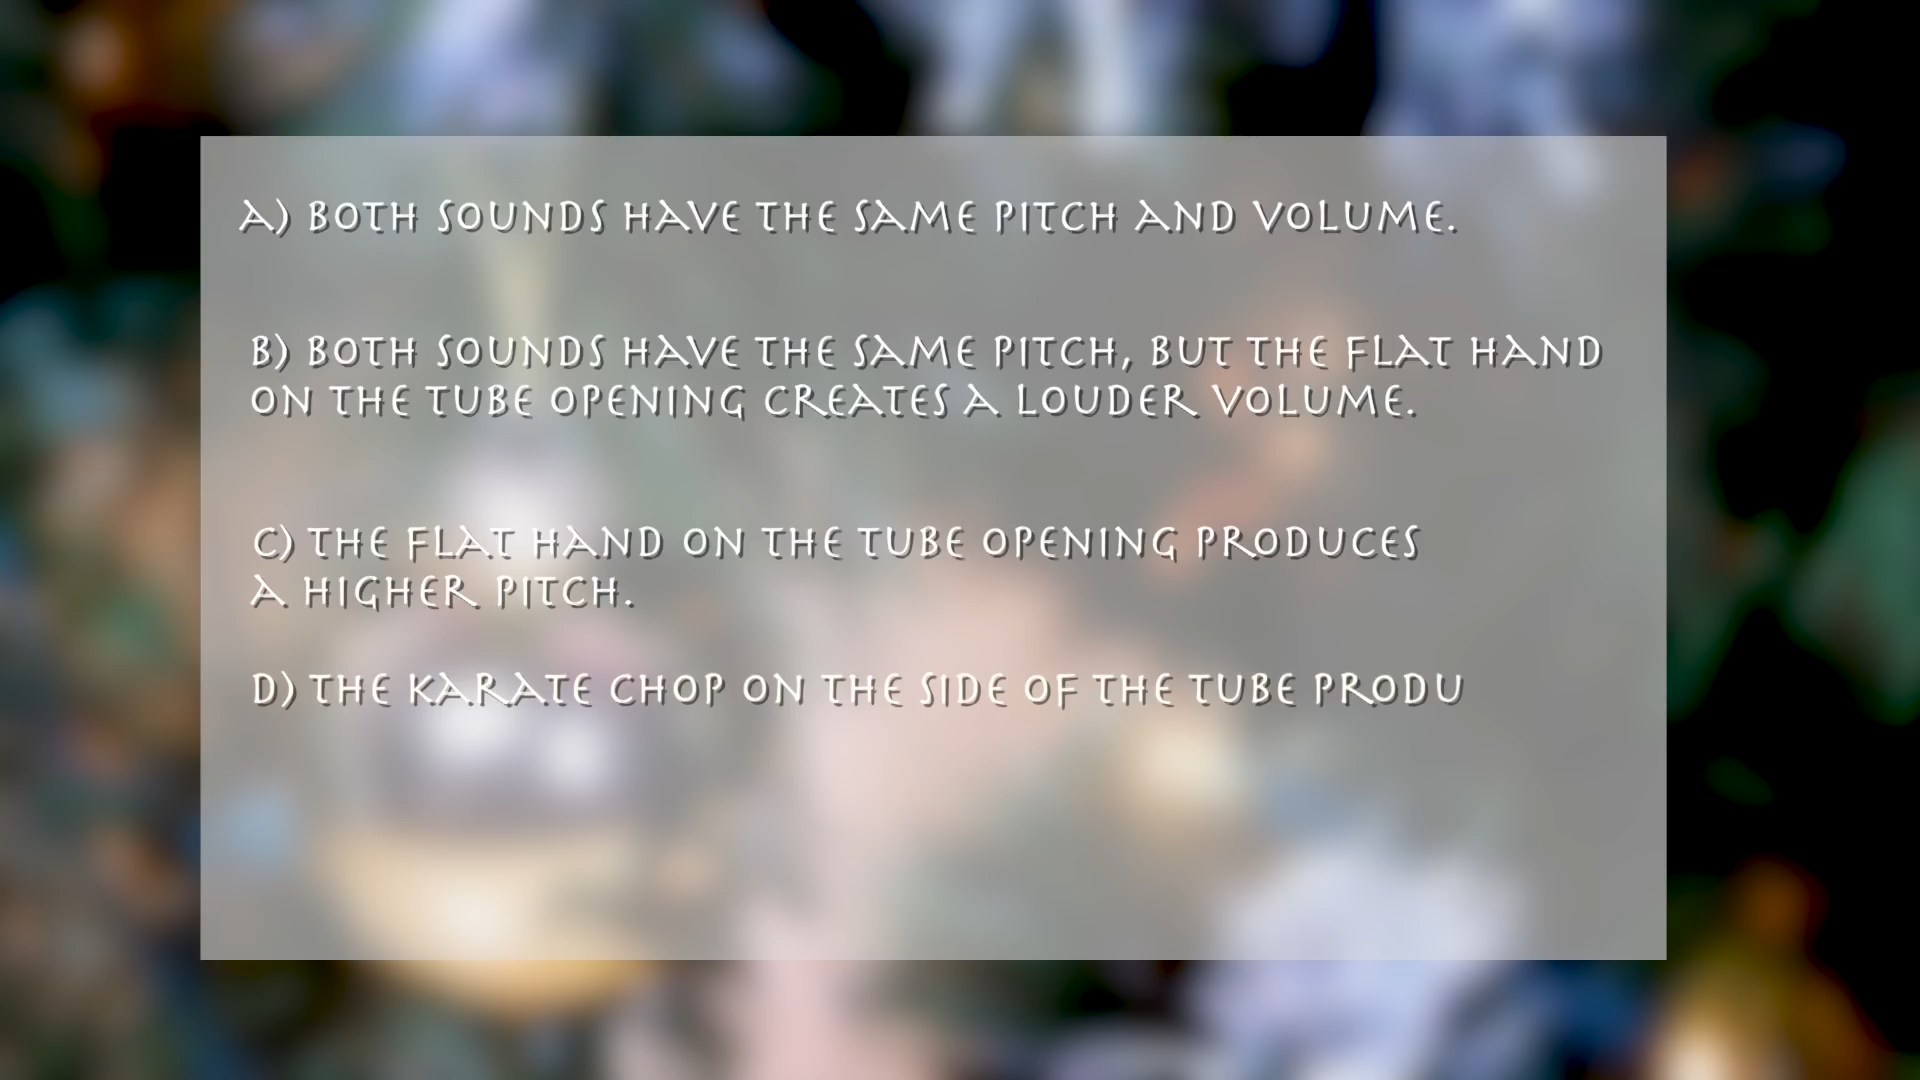 A) BOTH SOUNDS HAVE THE SAME PITCH AND VOLUME.
B) BOTH SOUNDS HAVE THE SAME PITCH, BUT THE FLAT HAND
ON THE TUBE OPENING CREATES A LOUDER VOLUME.
C) THE FLAT HAND ON THE TUBE OPENING PRODUCES
A HIGHER PITCH.
D) THE KARATE CHOP ON THE SIDE OF THE TUBE PRODU